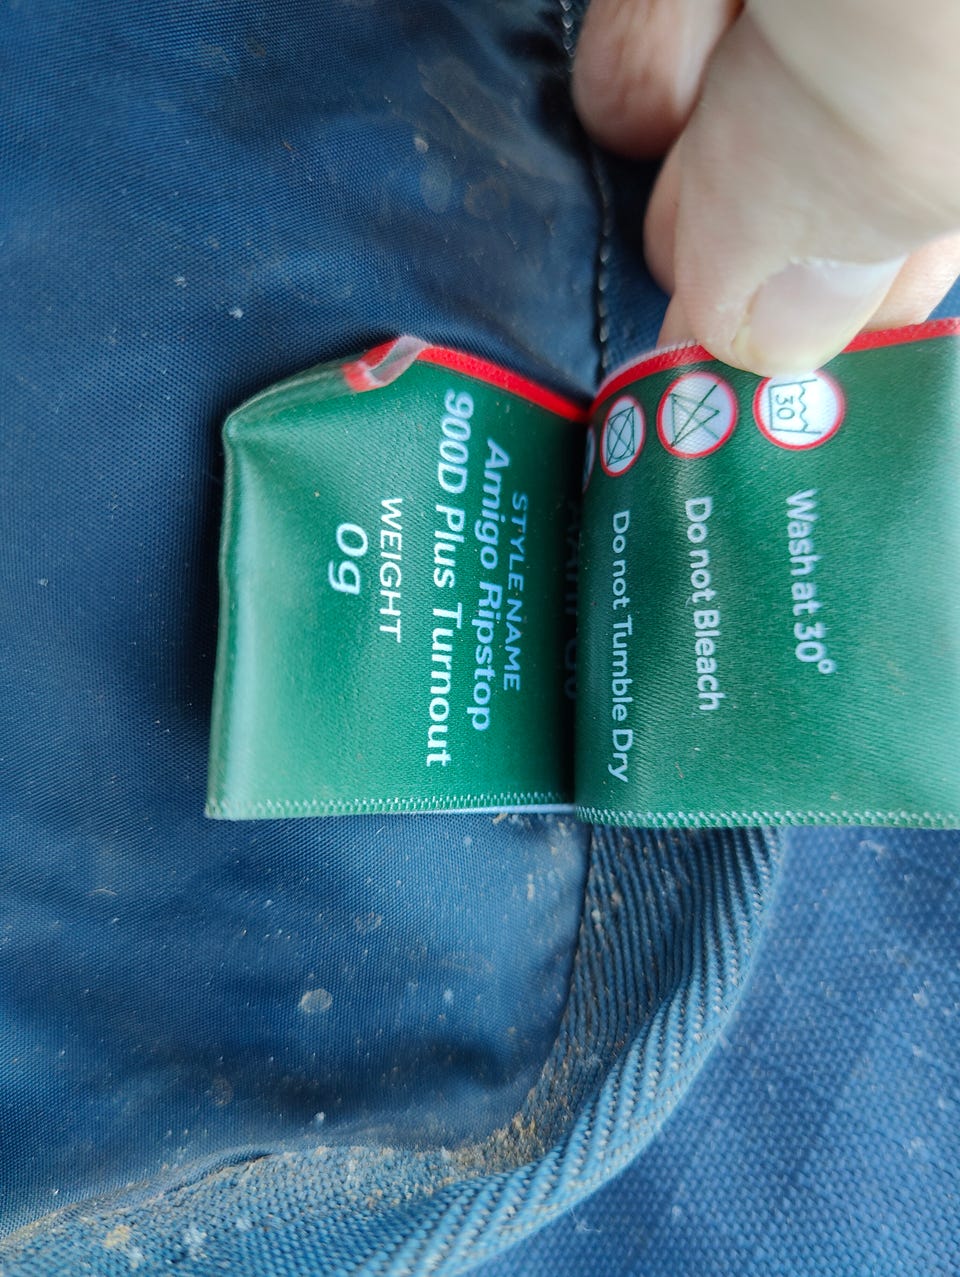 30
Wash at 30°
Do not Bleach
Do not Tumble Dry
STYLE NAME
Amigo Ripstop
900D Plus Turnout
WEIGHT
0g